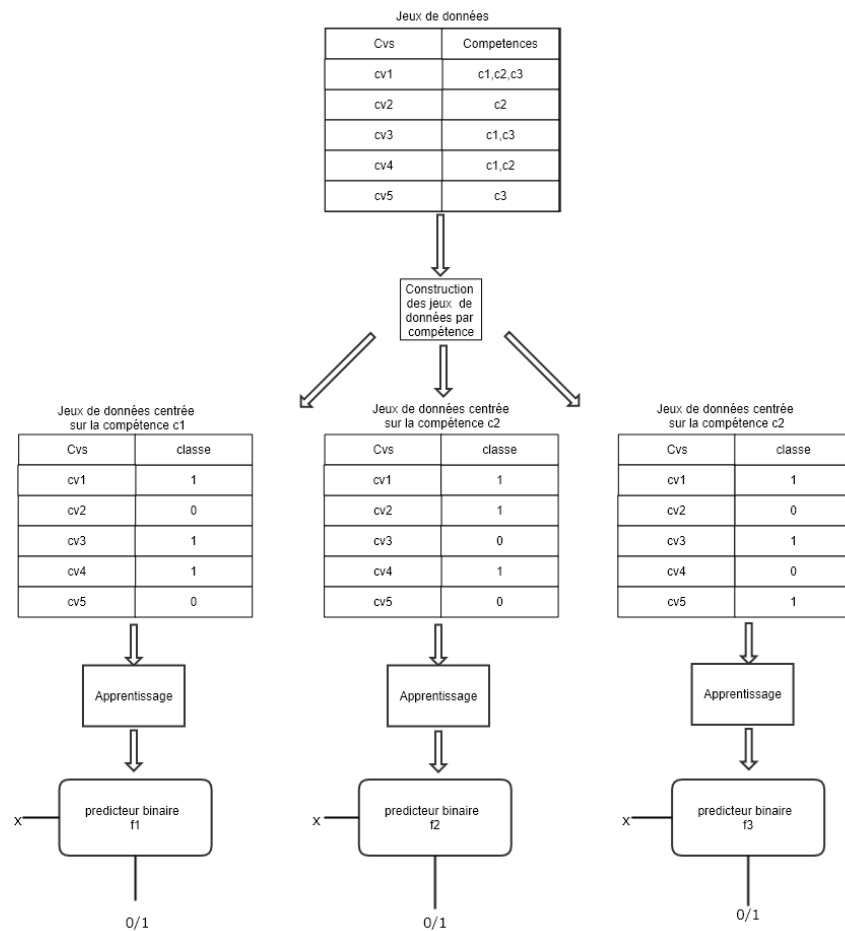 Jeux de données
Cvs Competences
cv1 c1,c2,c3
cv2 c2
cv3 c1,c3
cv4 c1,c2
cv5 c3
Construction
des jeux de
données par
compétence
Jeux de données centrée
sur la compétence c1
Cvs classe
cv1 1
cv2 0
cv3 1
cv4 1
cv5 0
Apprentissage
predicteur binaire
f1
x
0/1
Jeux de données centrée
sur la compétence c2
Cvs classe
cv1 1
cv2 1
cv3 0
cv4 1
cv5 0
Apprentissage
predicteur binaire
f2
x
0/1
Jeux de données centrée
sur la compétence c2
Cvs classe
cv1 1
cv2 0
cv3 1
cv4 0
cv5 1
Apprentissage
predicteur binaire
f3
x
0/1